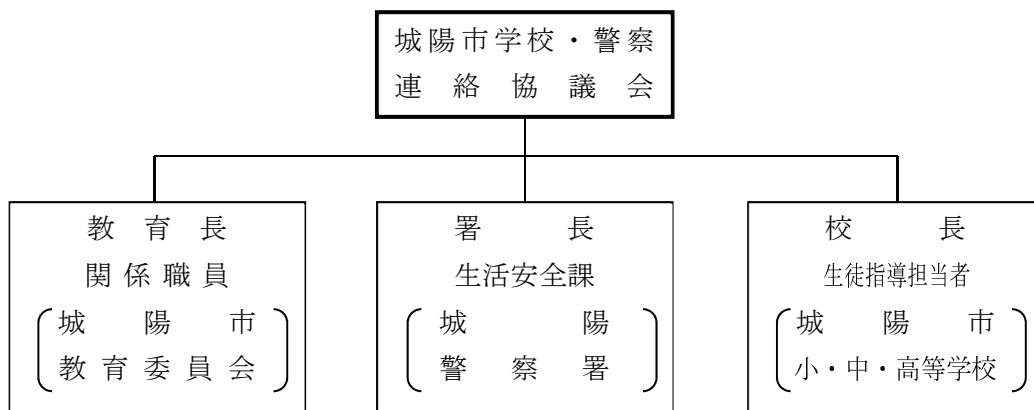 城陽市学校・警察
連絡協議会
教育長
関係職員
城陽市
教育委員会
署長
生活安全課
城陽
警察署
校長
生徒指導担当者
城陽市
小・中・高等学校